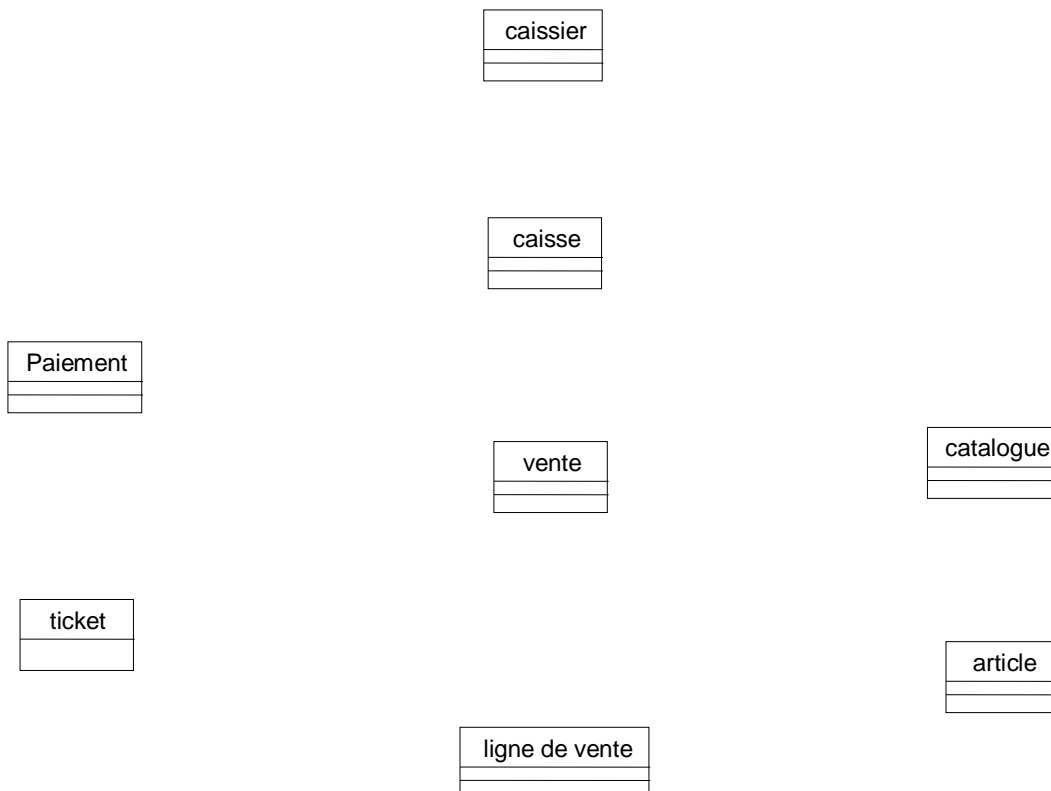 caissier
caisse
Paiement
vente
catalogue
ticket
article
ligne de vente